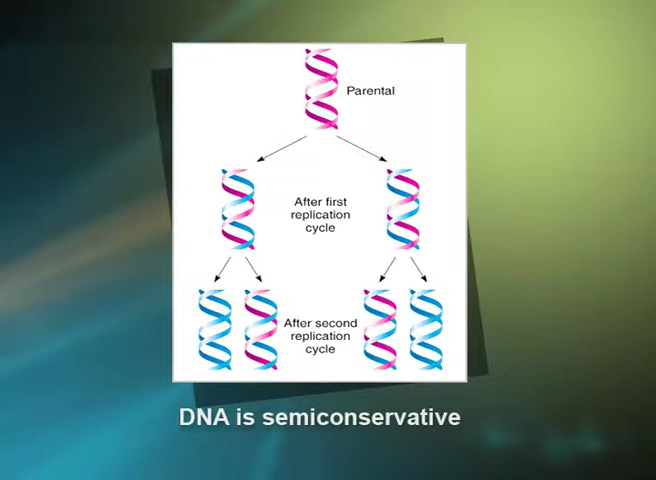 Parental
After first
replication
cycle
After second
replication
cycle
DNA is semiconservative